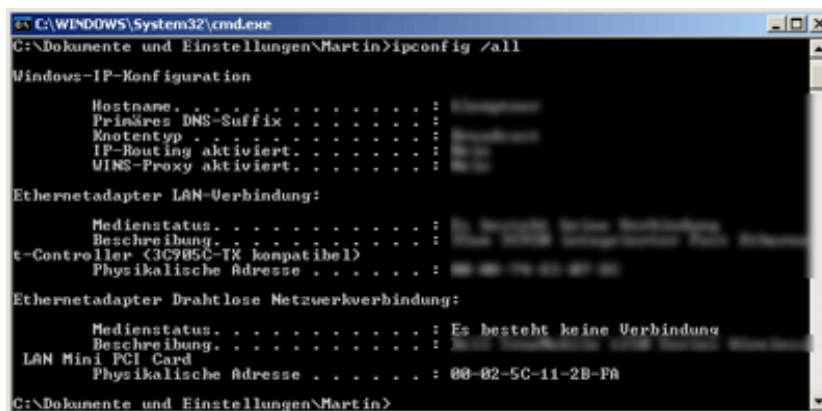 C:\WINDOWS\System32\cmd.exe
C:\Dokumente und Einstellungen\Martin>ipconfig /all
Windows-IP-Konfiguration
Hostname. . . . . . . . . . . . . :
Primäres DNS-Suffix . . . . . . . :
Knotentyp . . . . . . . . . . . . :
IP-Routing aktiviert. . . . . . . :
WINS-Proxy aktiviert. . . . . . . :
Ethernetadapter LAN-Verbindung:
Medienstatus. . . . . . . . . . . :
Beschreibung. . . . . . . . . . . :
t-Controller (3C905C-TX kompatibel)
Physikalische Adresse . . . . . . :
Ethernetadapter Drahtlose Netzwerkverbindung:
Medienstatus. . . . . . . . . . . : Es besteht keine Verbindung
Beschreibung. . . . . . . . . . . :
LAN Mini PCI Card
Physikalische Adresse . . . . . . : 00-02-5C-11-2B-FA
C:\Dokumente und Einstellungen\Martin>